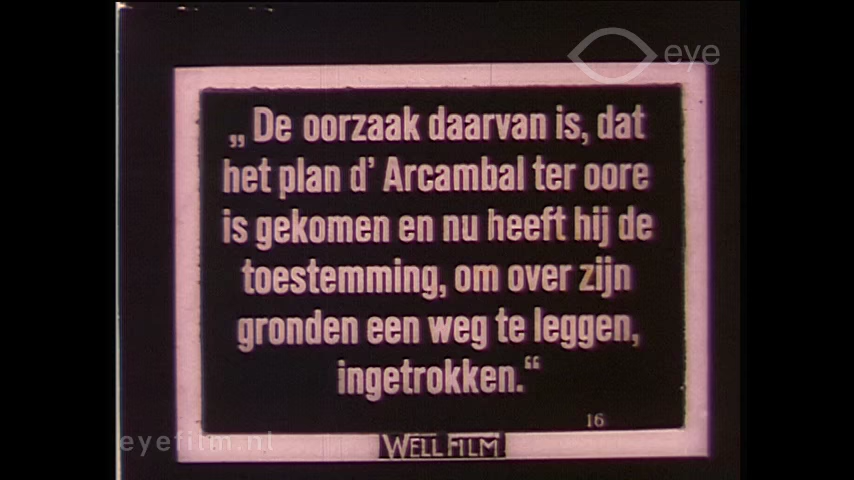 eye
„De oorzaak daarvan is, dat
het plan d' Arcambal ter oore
is gekomen en nu heeft hij de
toestemming, om over zijn
gronden een weg te leggen,
ingetrokken.“
16
eyefilm.nl
WELL FILM